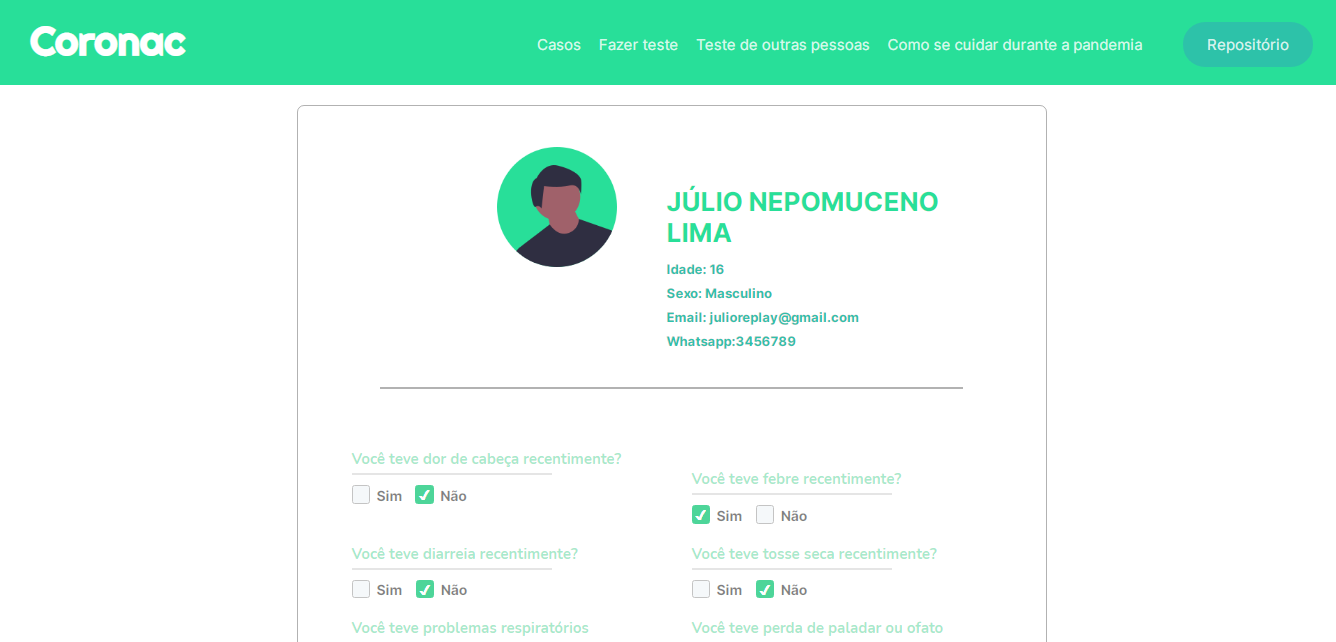 Coronac
Casos
Fazer teste
Teste de outras pessoas
Como se cuidar durante a pandemia
Repositório
JÚLIO NEPOMUCENO
LIMA
Idade: 16
Sexo: Masculino
Email: julioreplay@gmail.com
Whatsapp:3456789
Você teve dor de cabeça recentimente?
Sim Não
Você teve febre recentimente?
Sim Não
Você teve diarreia recentimente?
Sim Não
Você teve tosse seca recentimente?
Sim Não
Você teve problemas respiratórios
Você teve perda de paladar ou ofato